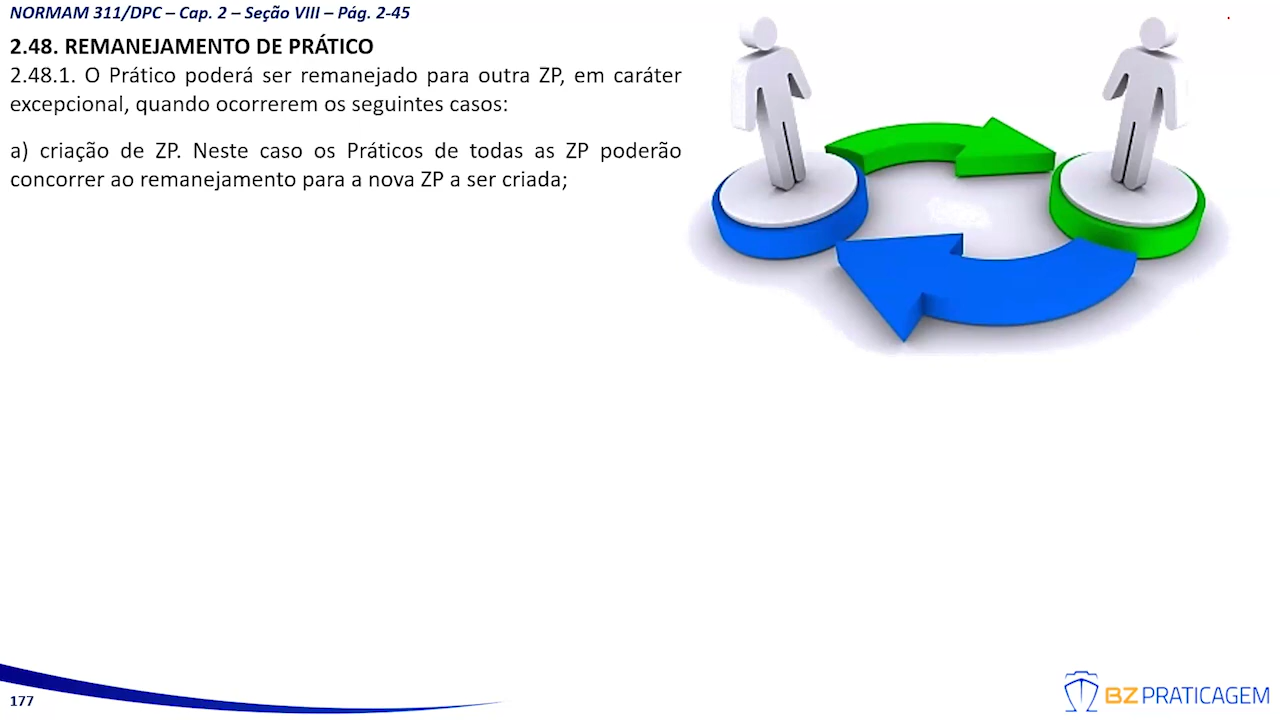 NORMAM 311/DPC – Cap. 2 – Seção VIII – Pág. 2-45
2.48. REMANEJAMENTO DE PRÁTICO
2.48.1. O Prático poderá ser remanejado para outra ZP, em caráter
excepcional, quando ocorrerem os seguintes casos:
a) criação de ZP. Neste caso os Práticos de todas as ZP poderão
concorrer ao remanejamento para a nova ZP a ser criada;
177
BZPRATICAGEM